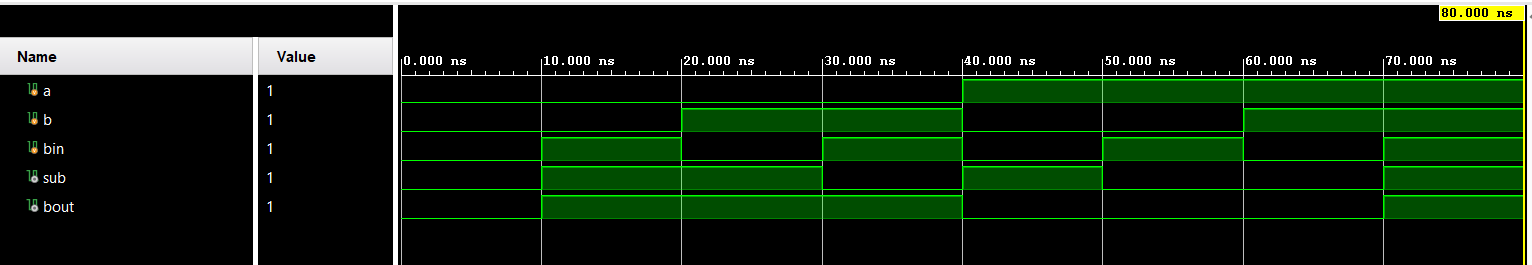 80.000 ns
Name Value
0.000 ns 10.000 ns 20.000 ns 30.000 ns 40.000 ns 50.000 ns 60.000 ns 70.000 ns
a 1
b 1
bin 1
sub 1
bout 1